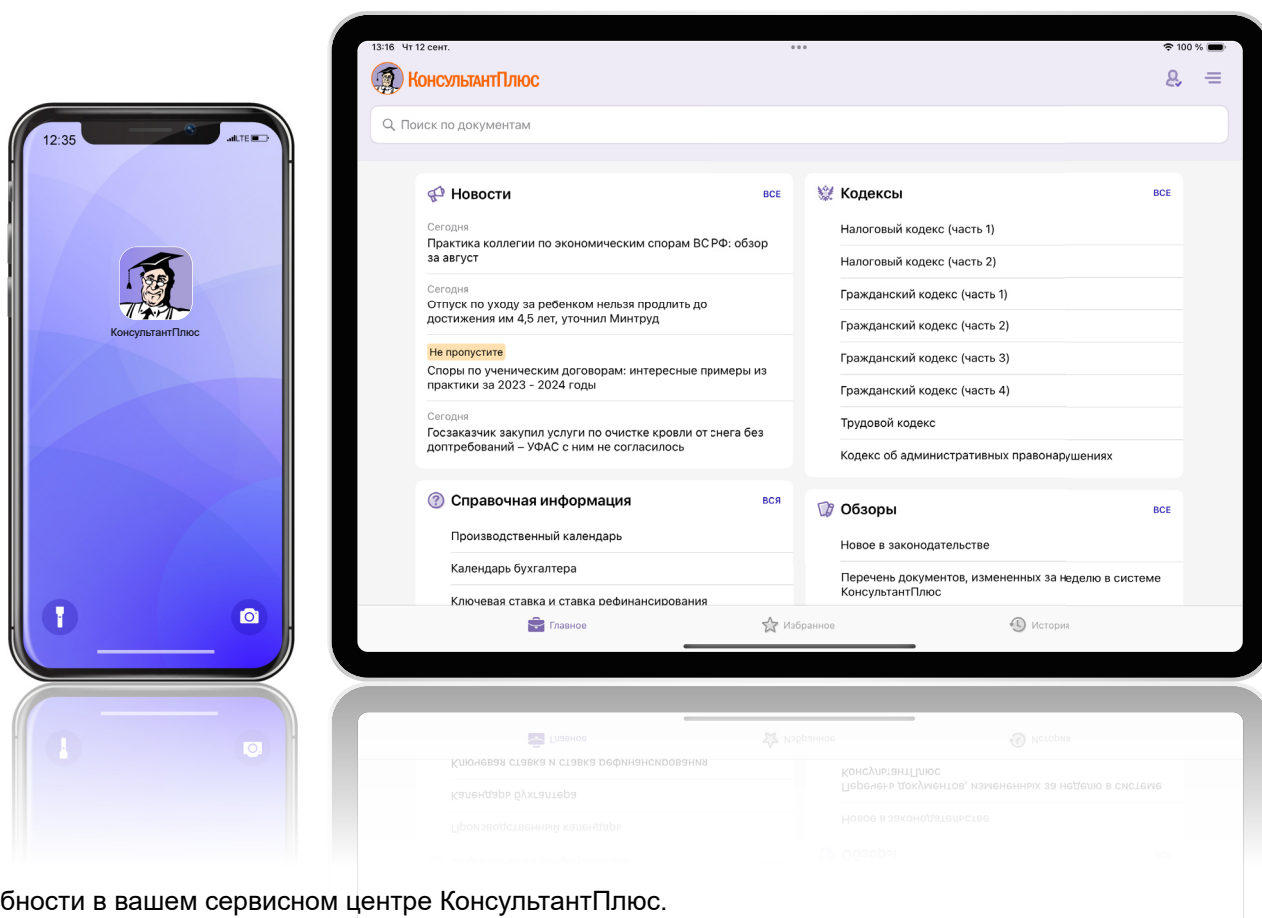 12:35
LTE
КонсультантПлюс
13:16 Чт 12 сент.
100 %
КонсультантПлюс
Поиск по документам
Новости
ВСЕ
Сегодня
Практика коллегии по экономическим спорам ВС РФ: обзор
за август
Сегодня
Отпуск по уходу за ребенком нельзя продлить до
достижения им 4,5 лет, уточнил Минтруд
Не пропустите
Споры по ученическим договорам: интересные примеры из
практики за 2023 - 2024 годы
Сегодня
Госзаказчик закупил услуги по очистке кровли от снега без
доптребований – УФАС с ним не согласилось
Кодексы
ВСЕ
Налоговый кодекс (часть 1)
Налоговый кодекс (часть 2)
Гражданский кодекс (часть 1)
Гражданский кодекс (часть 2)
Гражданский кодекс (часть 3)
Гражданский кодекс (часть 4)
Трудовой кодекс
Кодекс об административных правонарушениях
Справочная информация
ВСЯ
Производственный календарь
Календарь бухгалтера
Ключевая ставка и ставка рефинансирования
Обзоры
ВСЕ
Новое в законодательстве
Перечень документов, измененных за неделю в системе
КонсультантПлюс
Главное
Избранное
История
бности в вашем сервисном центре КонсультантПлюс.